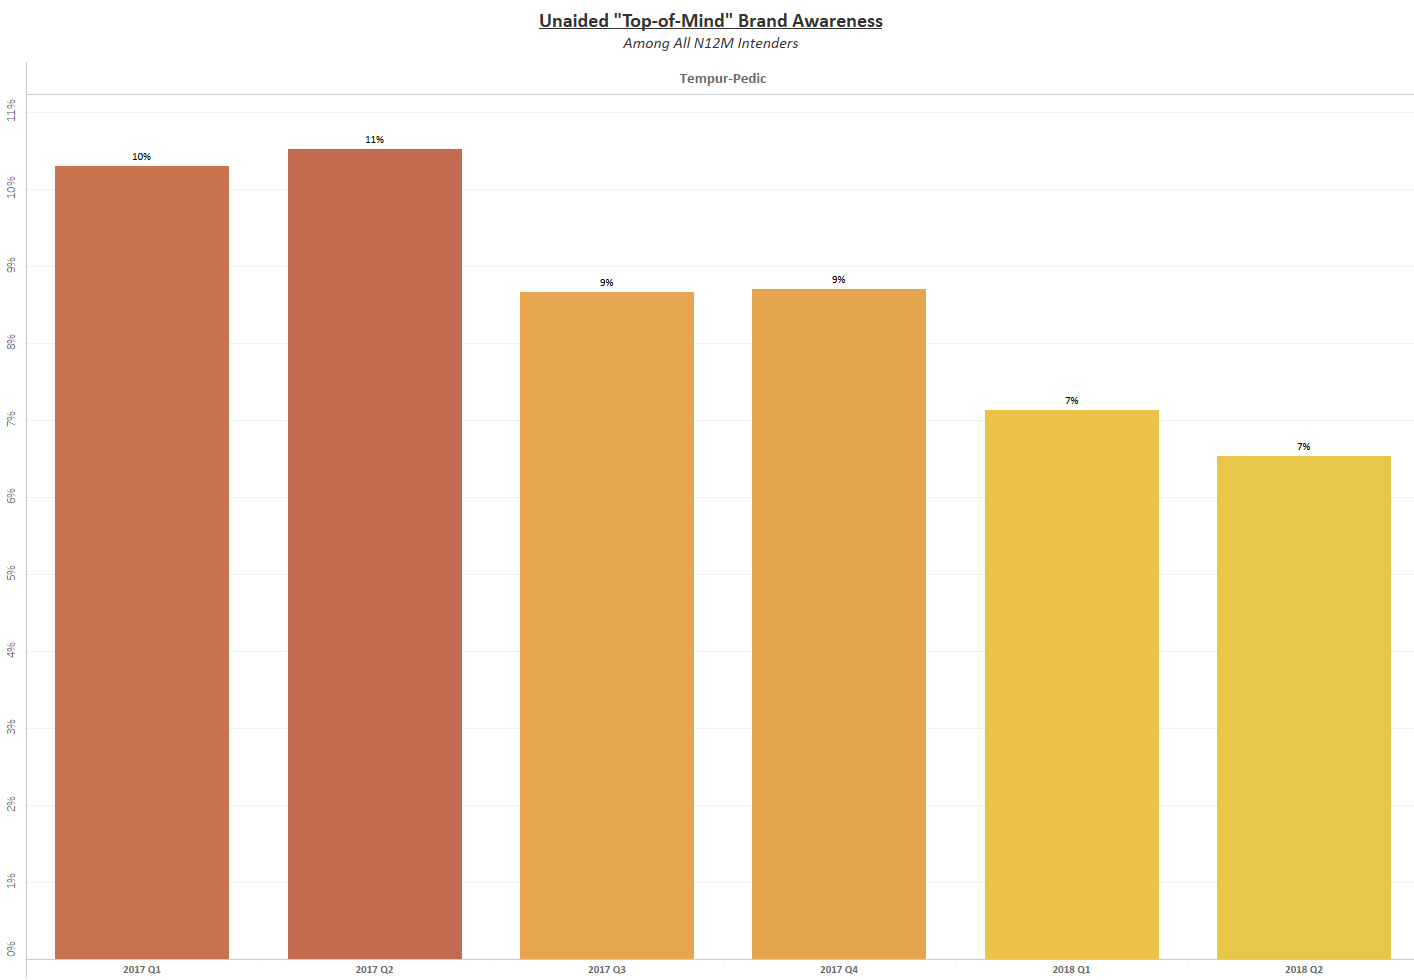 Unaided "Top-of-Mind" Brand Awareness
Among All N12M Intenders
Tempur-Pedic
11%
10%
9%
8%
7%
6%
5%
4%
3%
2%
1%
0%
10%
11%
9%
9%
7%
7%
2017 Q1
2017 Q2
2017 Q3
2017 Q4
2018 Q1
2018 Q2